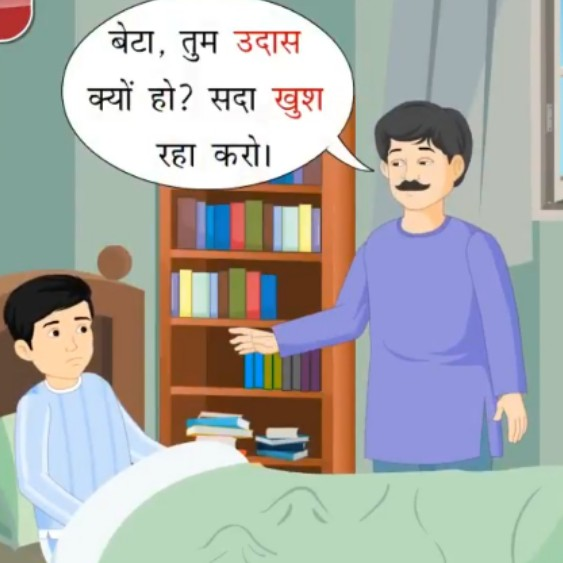 बेटा, तुम उदास
क्यों हो? सदा खुश
रहा करो।